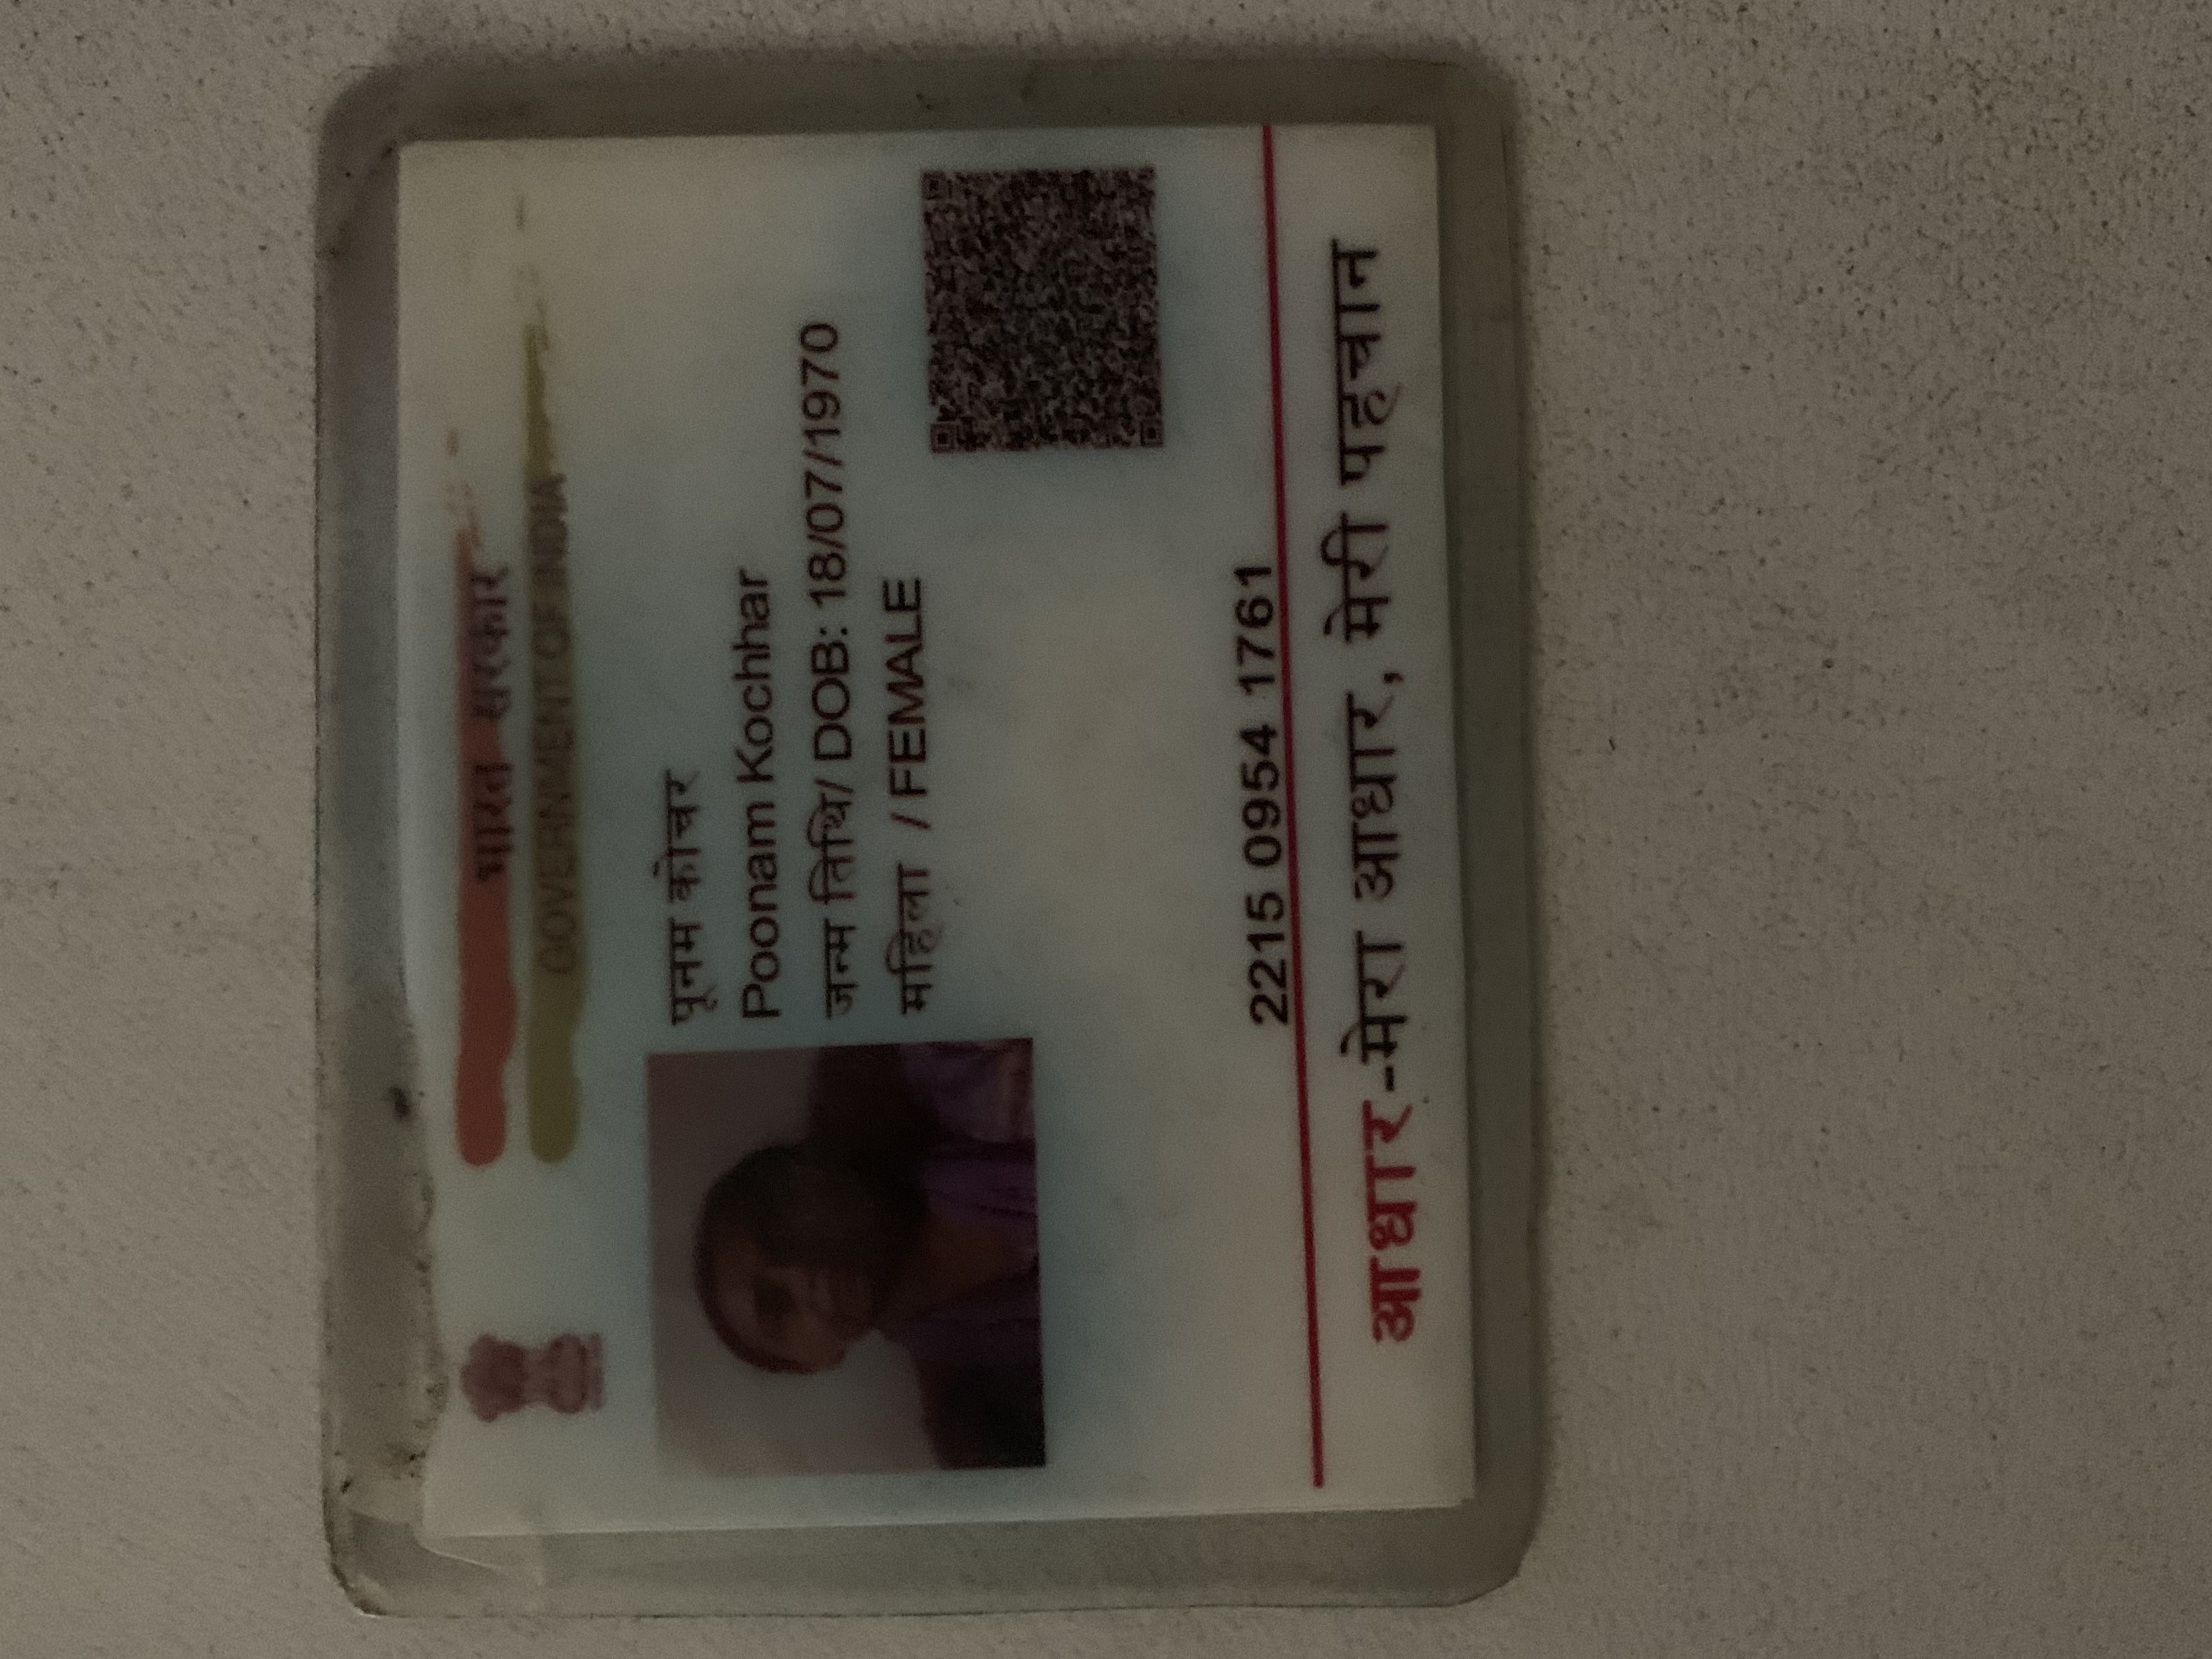 भारत सरकार
GOVERNMENT OF INDIA
पूनम कोचर
Poonam Kochhar
जन्म तिथि/ DOB: 18/07/1970
महिला / FEMALE
2215 0954 1761
आधार-मेरा आधार, मेरी पहचान